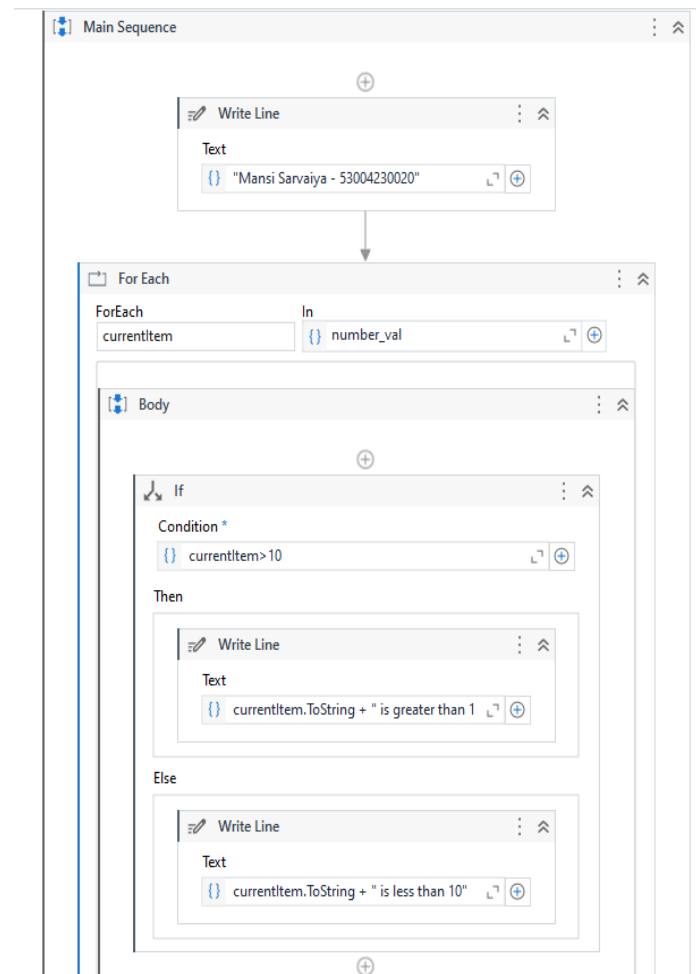 Main Sequence
Write Line
Text
{} "Mansi Sarvaiya - 53004230020"
For Each
ForEach In
currentItem {} number_val
Body
If
Condition *
{} currentItem>10
Then
Write Line
Text
{} currentItem.ToString + " is greater than 1
Else
Write Line
Text
{} currentItem.ToString + " is less than 10"